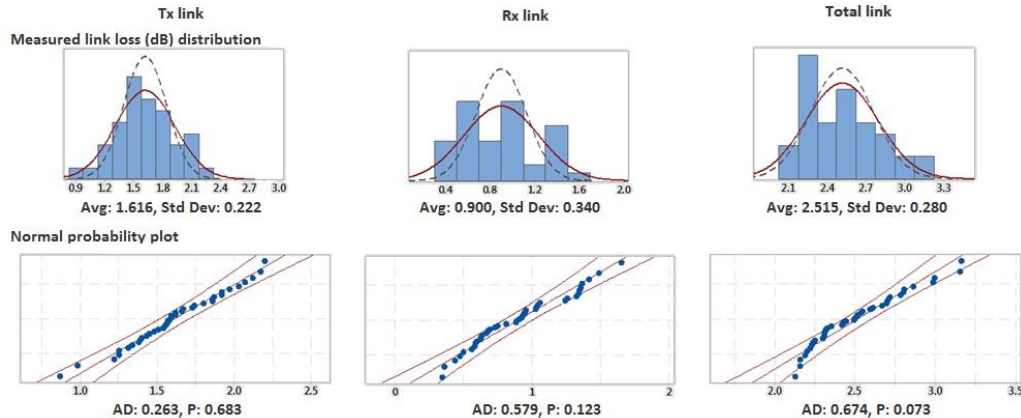 Tx link Rx link Total link
Measured link loss (dB) distribution
0.9 1.2 1.5 1.8 2.1 2.4 2.7 3.0 0.4 0.8 1.2 1.6 2.0 2.1 2.4 2.7 3.0 3.3
Avg: 1.616, Std Dev: 0.222 Avg: 0.900, Std Dev: 0.340 Avg: 2.515, Std Dev: 0.280
Normal probability plot
1.0 1.5 2.0 2.5 0 1 2 2.0 2.5 3.0 3.5
AD: 0.263, P: 0.683 AD: 0.579, P: 0.123 AD: 0.674, P: 0.073